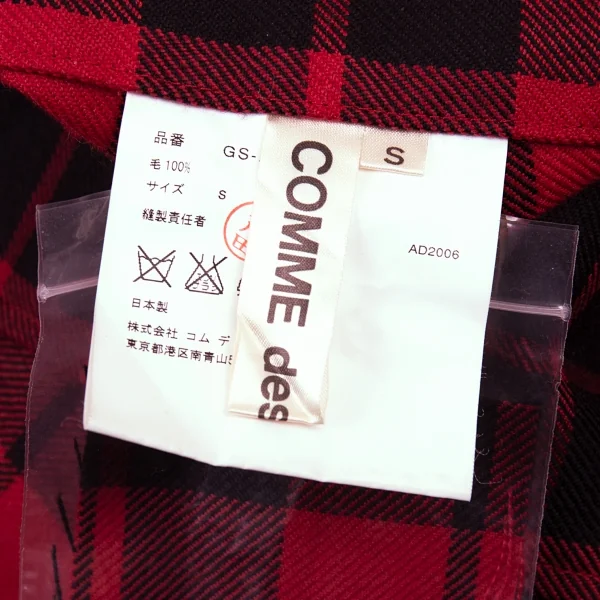 品番 GS-
毛 100%
サイズ S
縫製責任者
日本製
株式会社 コム デ
東京都港区南青山5
COMME des
S
AD2006